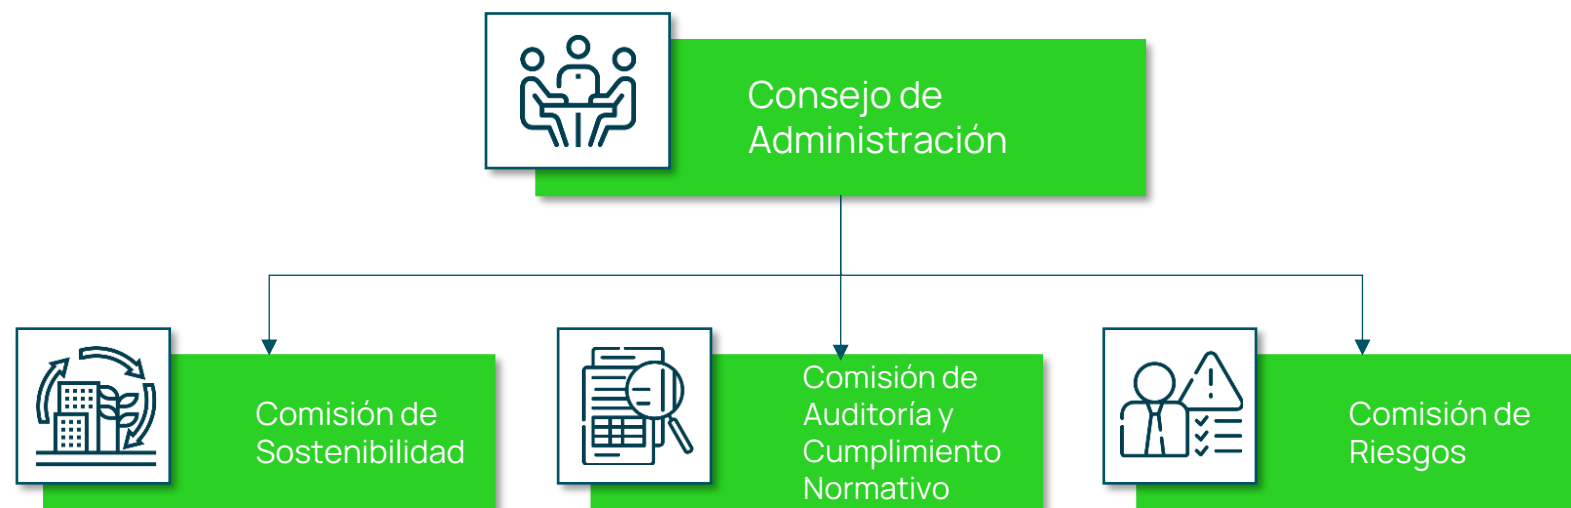 Consejo de
Administración
Comisión de
Sostenibilidad
Comisión de
Auditoría y
Cumplimiento
Normativo
Comisión de
Riesgos